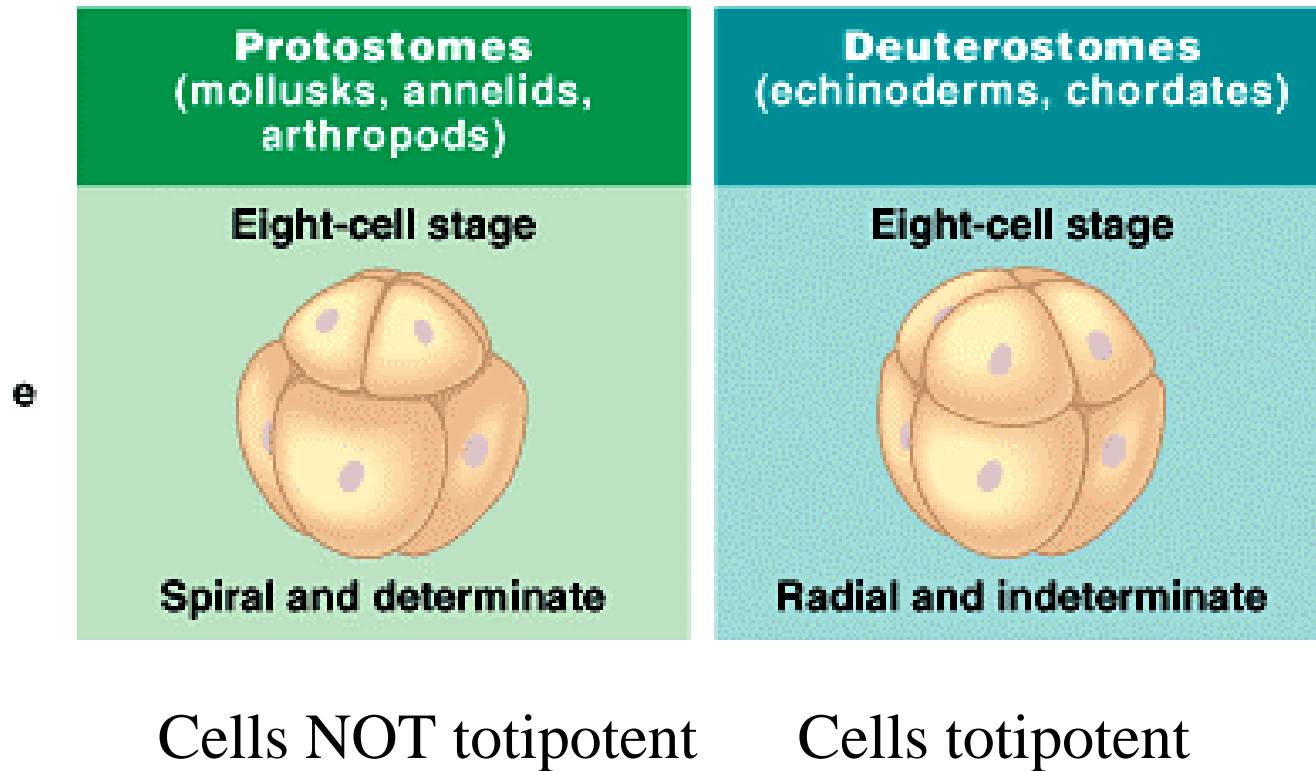 Protostomes
(mollusks, annelids,
arthropods)
Deuterostomes
(echinoderms, chordates)
Eight-cell stage
Eight-cell stage
e
Spiral and determinate
Radial and indeterminate
Cells NOT totipotent
Cells totipotent